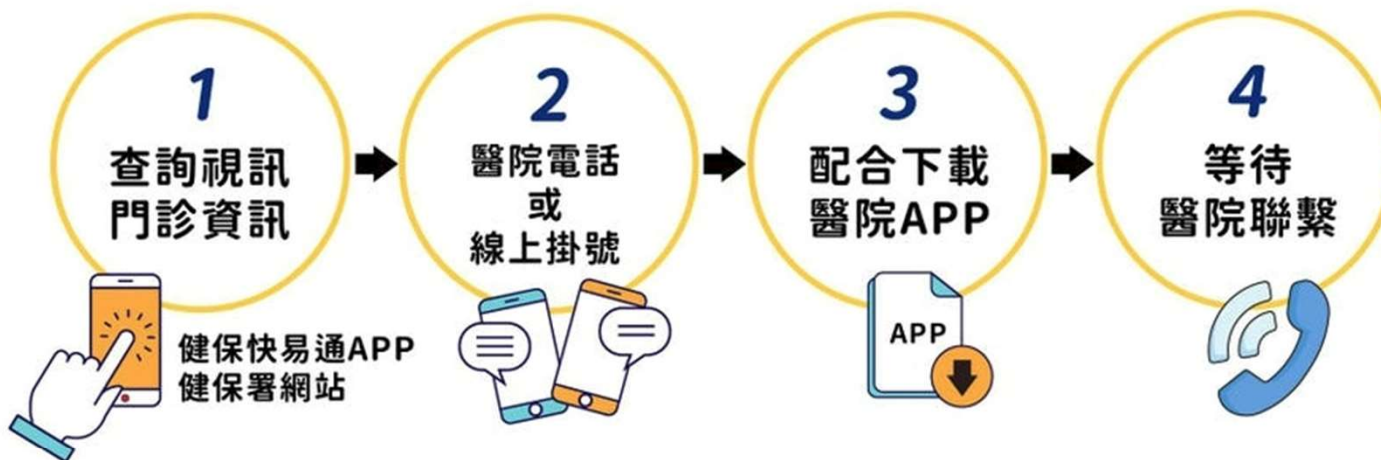 1
查詢視訊
門診資訊
健保快易通APP
健保署網站
2
醫院電話
或
線上掛號
3
配合下載
醫院APP
APP
4
等待
醫院聯繫